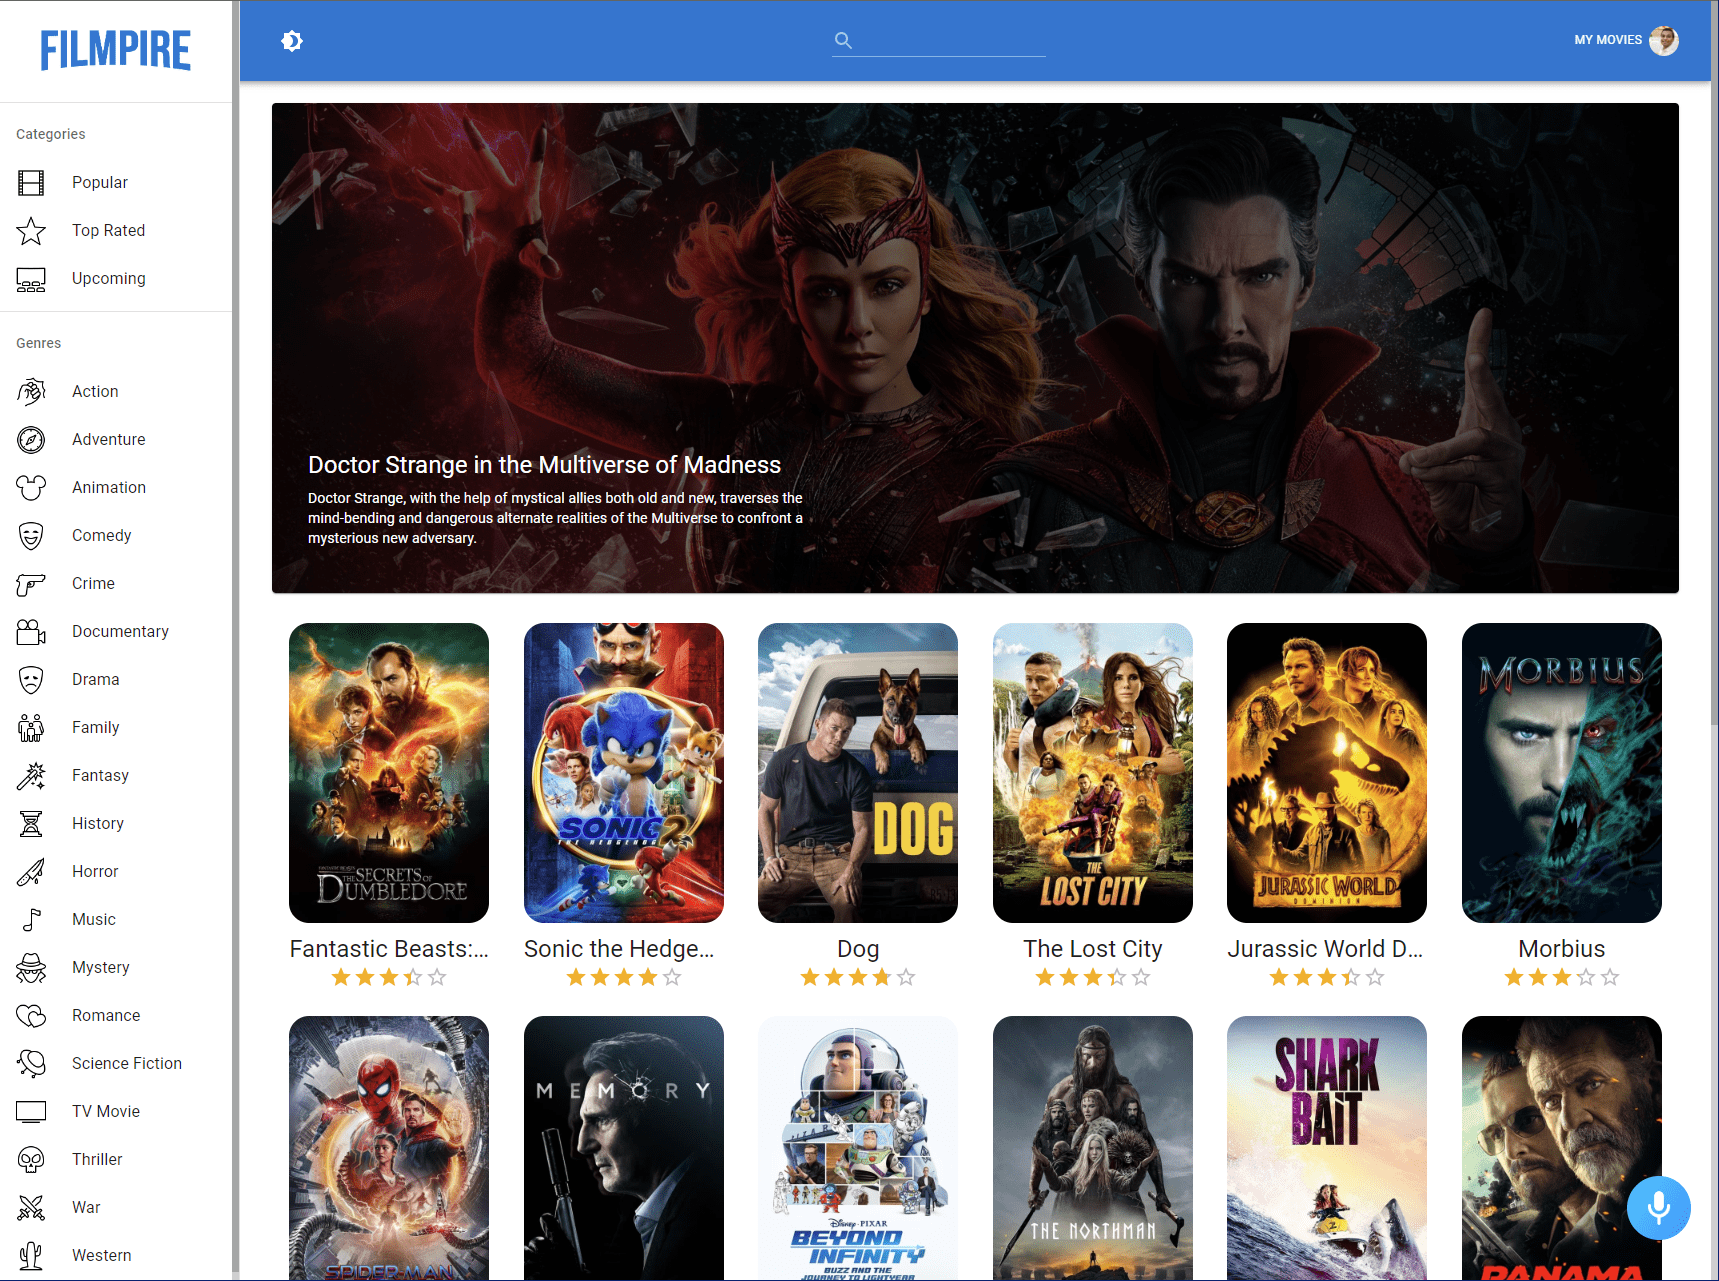 FILMPIRE
MY MOVIES
Categories
Popular
Top Rated
Upcoming
Genres
Action
Adventure
Animation
Comedy
Crime
Documentary
Drama
Family
Fantasy
History
Horror
Music
Mystery
Romance
Science Fiction
TV Movie
Thriller
War
Western
Doctor Strange in the Multiverse of Madness
Doctor Strange, with the help of mystical allies both old and new, traverses the
mind-bending and dangerous alternate realities of the Multiverse to confront a
mysterious new adversary.
FANTASTIC BEASTS
THE SECRETS OF
DUMBLEDORE
SONIC 2
THE HEDGEHOG
DOG
THE
LOST CITY
JURASSIC WORLD
DOMINION
MORBIUS
Fantastic Beasts:...
Sonic the Hedge...
Dog
The Lost City
Jurassic World D...
Morbius
SPIDER-MAN
MEMORY
Disney · PIXAR
BEYOND
INFINITY
BUZZ AND THE
JOURNEY TO LIGHTYEAR
THE NORTHMAN
SHARK
BAIT
2
PANAMA